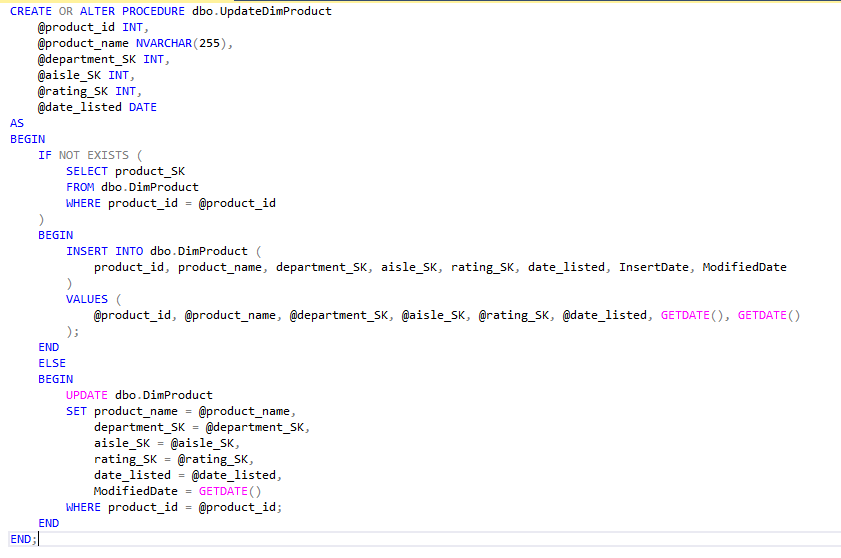 CREATE OR ALTER PROCEDURE dbo.UpdateDimProduct
    @product_id INT,
    @product_name NVARCHAR(255),
    @department_SK INT,
    @aisle_SK INT,
    @rating_SK INT,
    @date_listed DATE
AS
BEGIN
    IF NOT EXISTS (
        SELECT product_SK
        FROM dbo.DimProduct
        WHERE product_id = @product_id
    )
    BEGIN
        INSERT INTO dbo.DimProduct (
            product_id, product_name, department_SK, aisle_SK, rating_SK, date_listed, InsertDate, ModifiedDate
        )
        VALUES (
            @product_id, @product_name, @department_SK, @aisle_SK, @rating_SK, @date_listed, GETDATE(), GETDATE()
        );
    END
    ELSE
    BEGIN
        UPDATE dbo.DimProduct
        SET product_name = @product_name,
            department_SK = @department_SK,
            aisle_SK = @aisle_SK,
            rating_SK = @rating_SK,
            date_listed = @date_listed,
            ModifiedDate = GETDATE()
        WHERE product_id = @product_id;
    END
END;